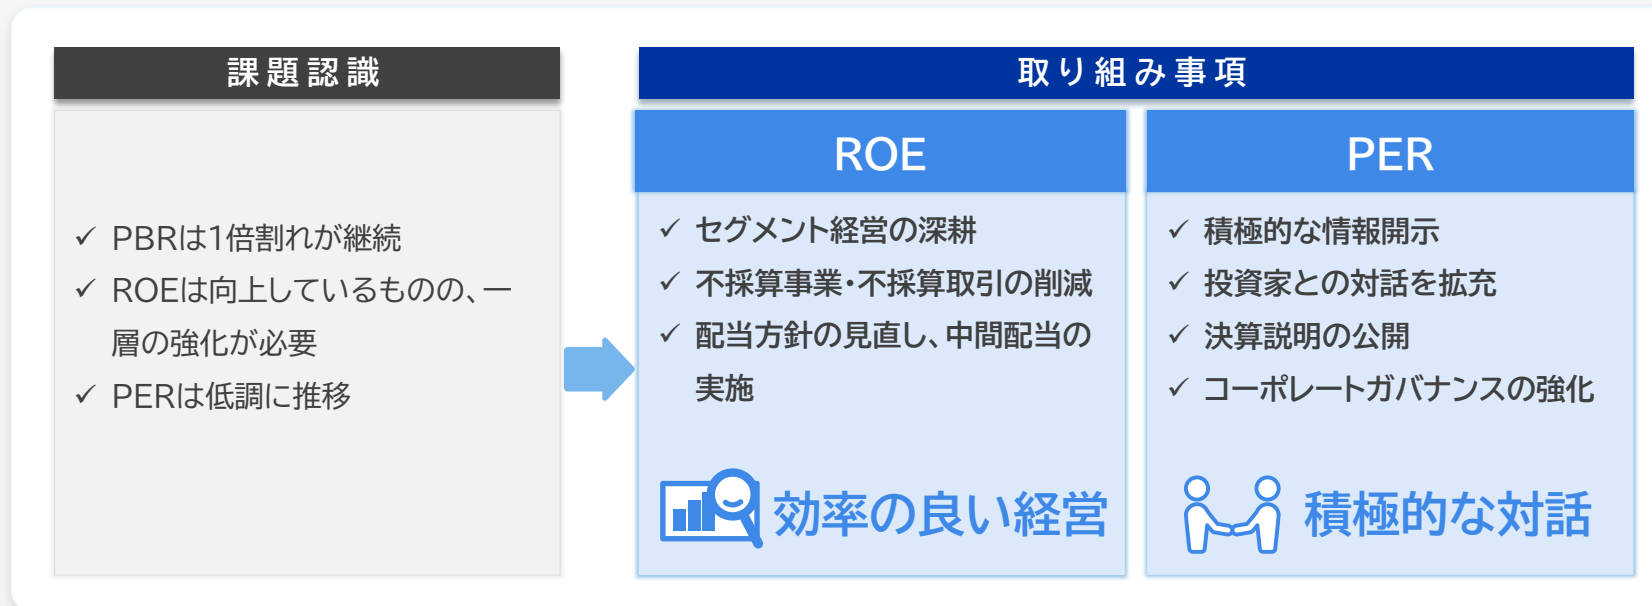 課題認識
✓ PBRは1倍割れが継続
✓ ROEは向上しているものの、一
層の強化が必要
✓ PERは低調に推移
取り組み事項
ROE
✓ セグメント経営の深耕
✓ 不採算事業・不採算取引の削減
✓ 配当方針の見直し、中間配当の
実施
効率の良い経営
PER
✓ 積極的な情報開示
✓ 投資家との対話を拡充
✓ 決算説明の公開
✓ コーポレートガバナンスの強化
積極的な対話